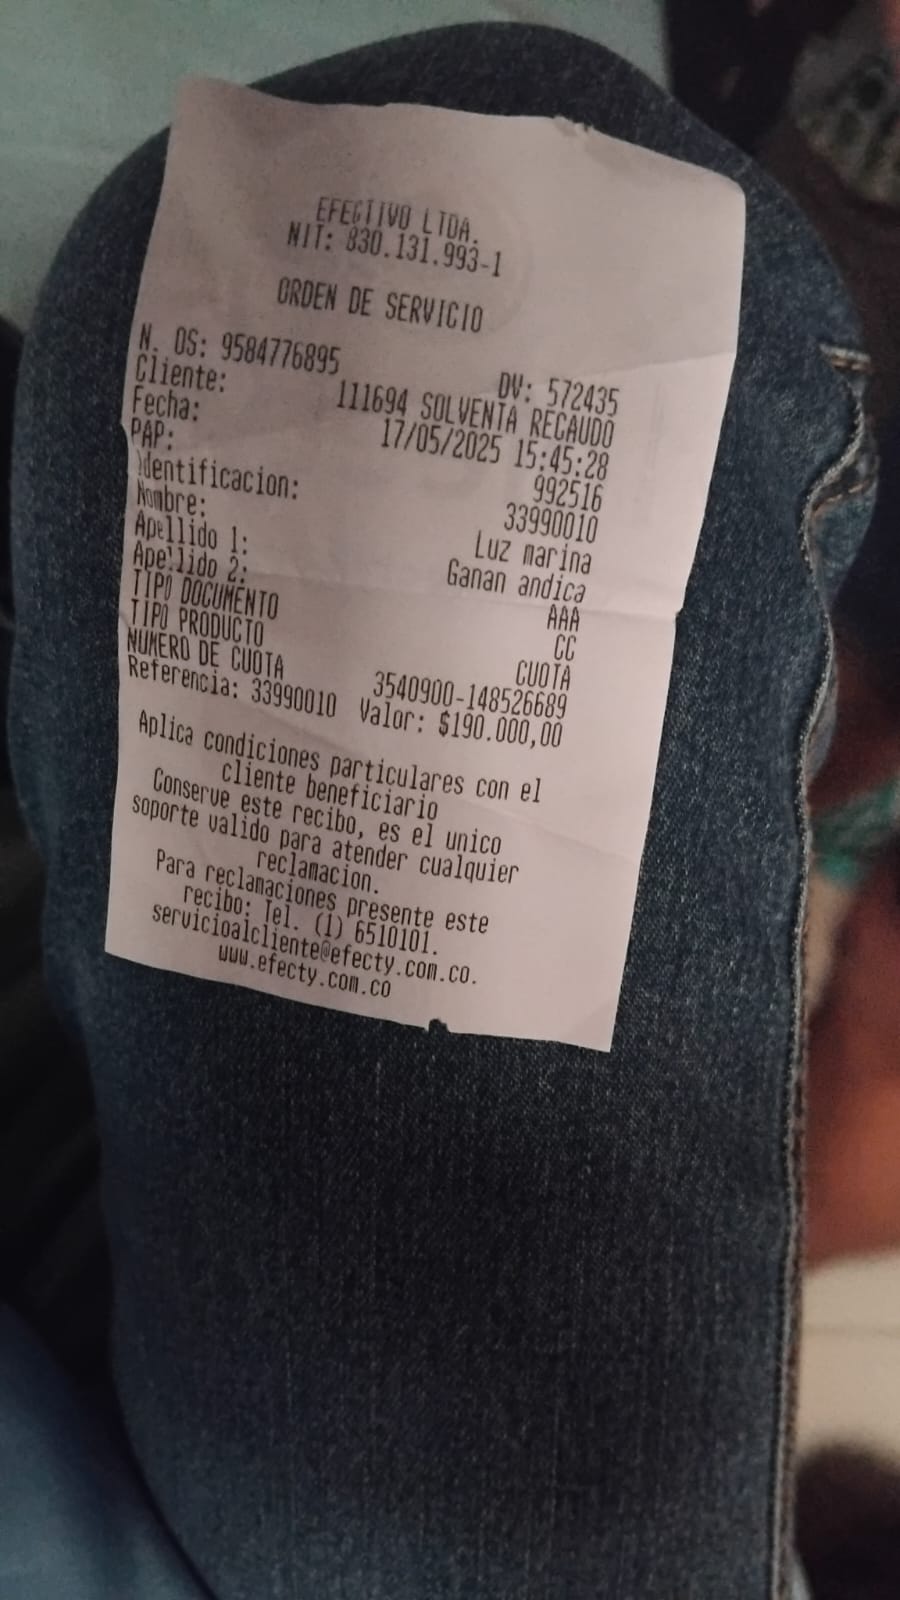 EFECTIVO LTDA.
NIT: 830.131.993-1
ORDEN DE SERVICIO
N. OS: 9584776895 DV: 572435
Cliente: 111694 SOLVENTA RECAUDO
Fecha: 17/05/2025 15:45:28
PAP: 992516
Identificacion: 33990010
Nombre: Luz marina
Apellido 1: Ganan andica
Apellido 2: AAA
TIPO DOCUMENTO CC
TIPO PRODUCTO CUOTA
NUMERO DE CUOTA 3540900-148526689
Referencia: 33990010 Valor: $190.000,00
Aplica condiciones particulares con el
cliente beneficiario
Conserve este recibo, es el unico
soporte valido para atender cualquier
reclamacion.
Para reclamaciones presente este
recibo: Tel. (1) 6510101.
servicioalcliente@efecty.com.co.
www.efecty.com.co